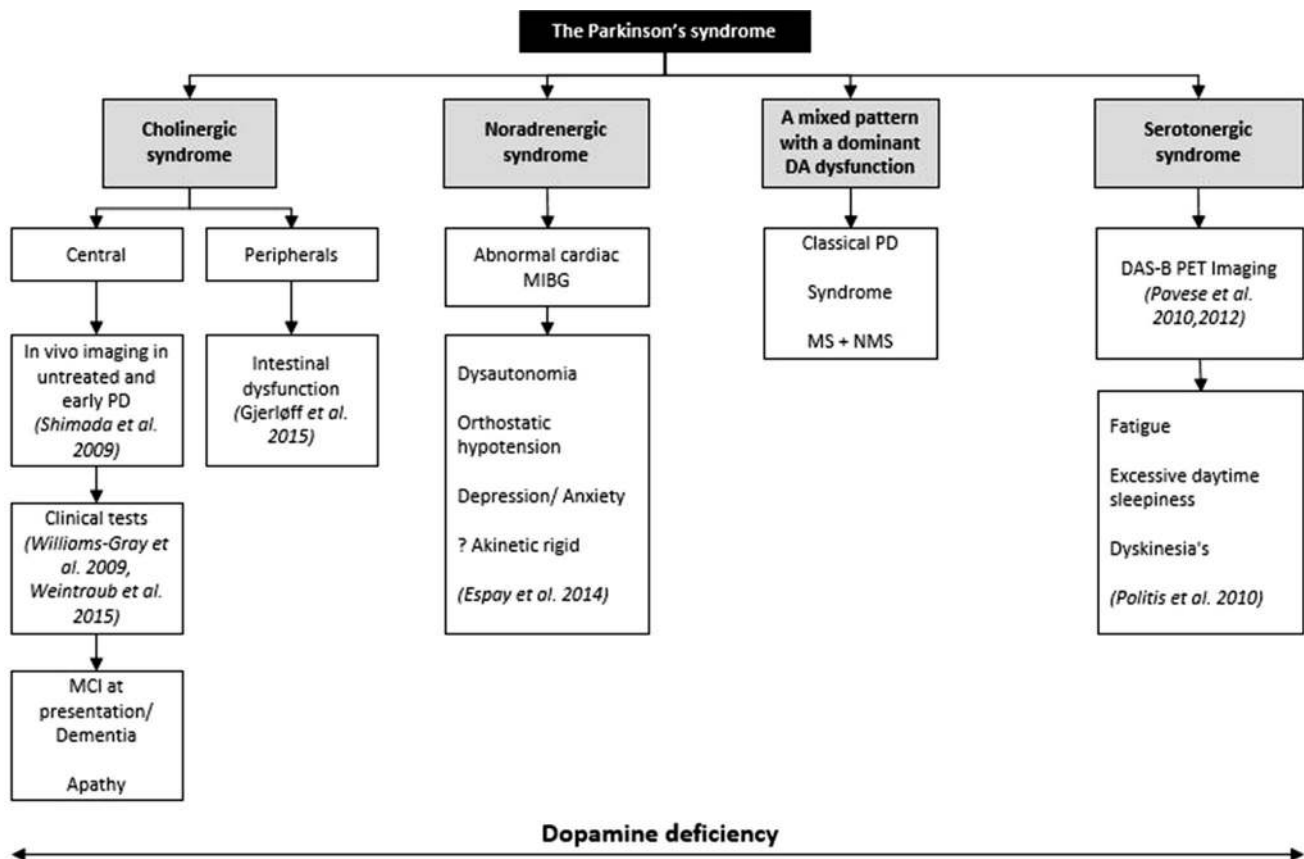 The Parkinson's syndrome
Cholinergic
syndrome
Noradrenergic
syndrome
A mixed pattern
with a dominant
DA dysfunction
Serotonergic
syndrome
Central
Peripherals
Abnormal cardiac
MIBG
Classical PD
Syndrome
MS + NMS
DAS-B PET Imaging
(Pavese et al.
2010,2012)
In vivo imaging in
untreated and
early PD
(Shimada et al.
2009)
Intestinal
dysfunction
(Gjerløff et al.
2015)
Dysautonomia
Orthostatic
hypotension
Depression/ Anxiety
? Akinetic rigid
(Espay et al. 2014)
Fatigue
Excessive daytime
sleepiness
Dyskinesia's
(Politis et al. 2010)
Clinical tests
(Williams-Gray et
al. 2009,
Weintraub et al.
2015)
MCI at
presentation/
Dementia
Apathy
Dopamine deficiency